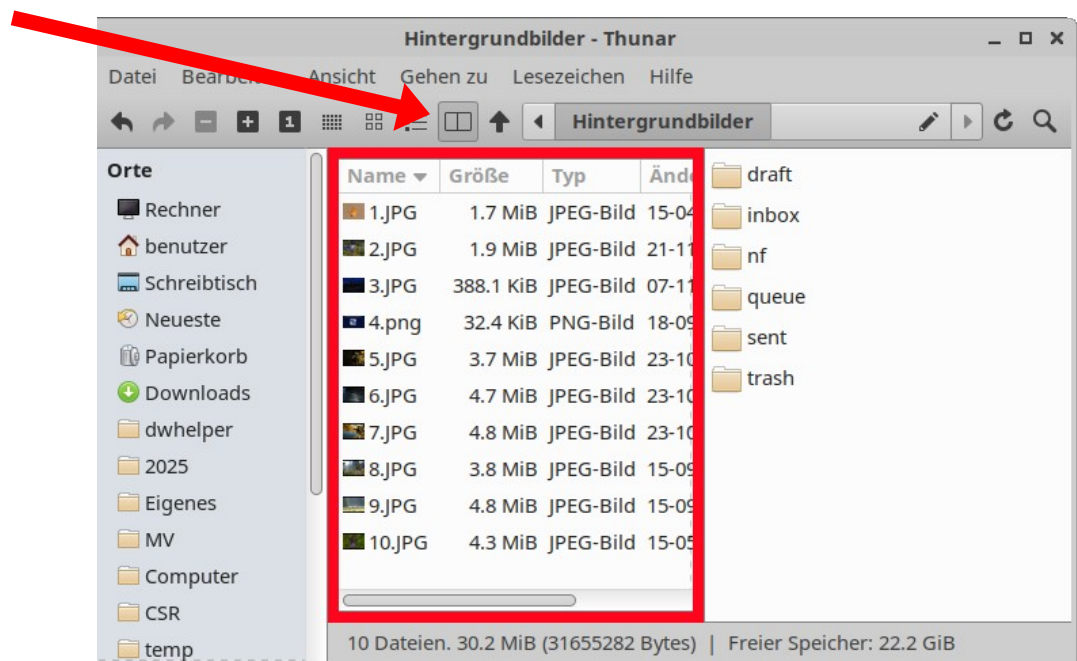 Hintergrundbilder - Thunar
Datei Ansicht Gehen zu Lesezeichen Hilfe
1 Hintergrundbilder
Orte
Rechner
benutzer
Schreibtisch
Neueste
Papierkorb
Downloads
dwhelper
2025
Eigenes
MV
Computer
CSR
temp
Name Größe Typ Ände
1.JPG 1.7 MiB JPEG-Bild 15-04
2.JPG 1.9 MiB JPEG-Bild 21-11
3.JPG 388.1 KiB JPEG-Bild 07-11
4.png 32.4 KiB PNG-Bild 18-09
5.JPG 3.7 MiB JPEG-Bild 23-10
6.JPG 4.7 MiB JPEG-Bild 23-10
7.JPG 4.8 MiB JPEG-Bild 23-10
8.JPG 3.8 MiB JPEG-Bild 15-09
9.JPG 4.8 MiB JPEG-Bild 15-09
10.JPG 4.3 MiB JPEG-Bild 15-05
draft
inbox
nf
queue
sent
trash
10 Dateien. 30.2 MiB (31655282 Bytes) | Freier Speicher: 22.2 GiB